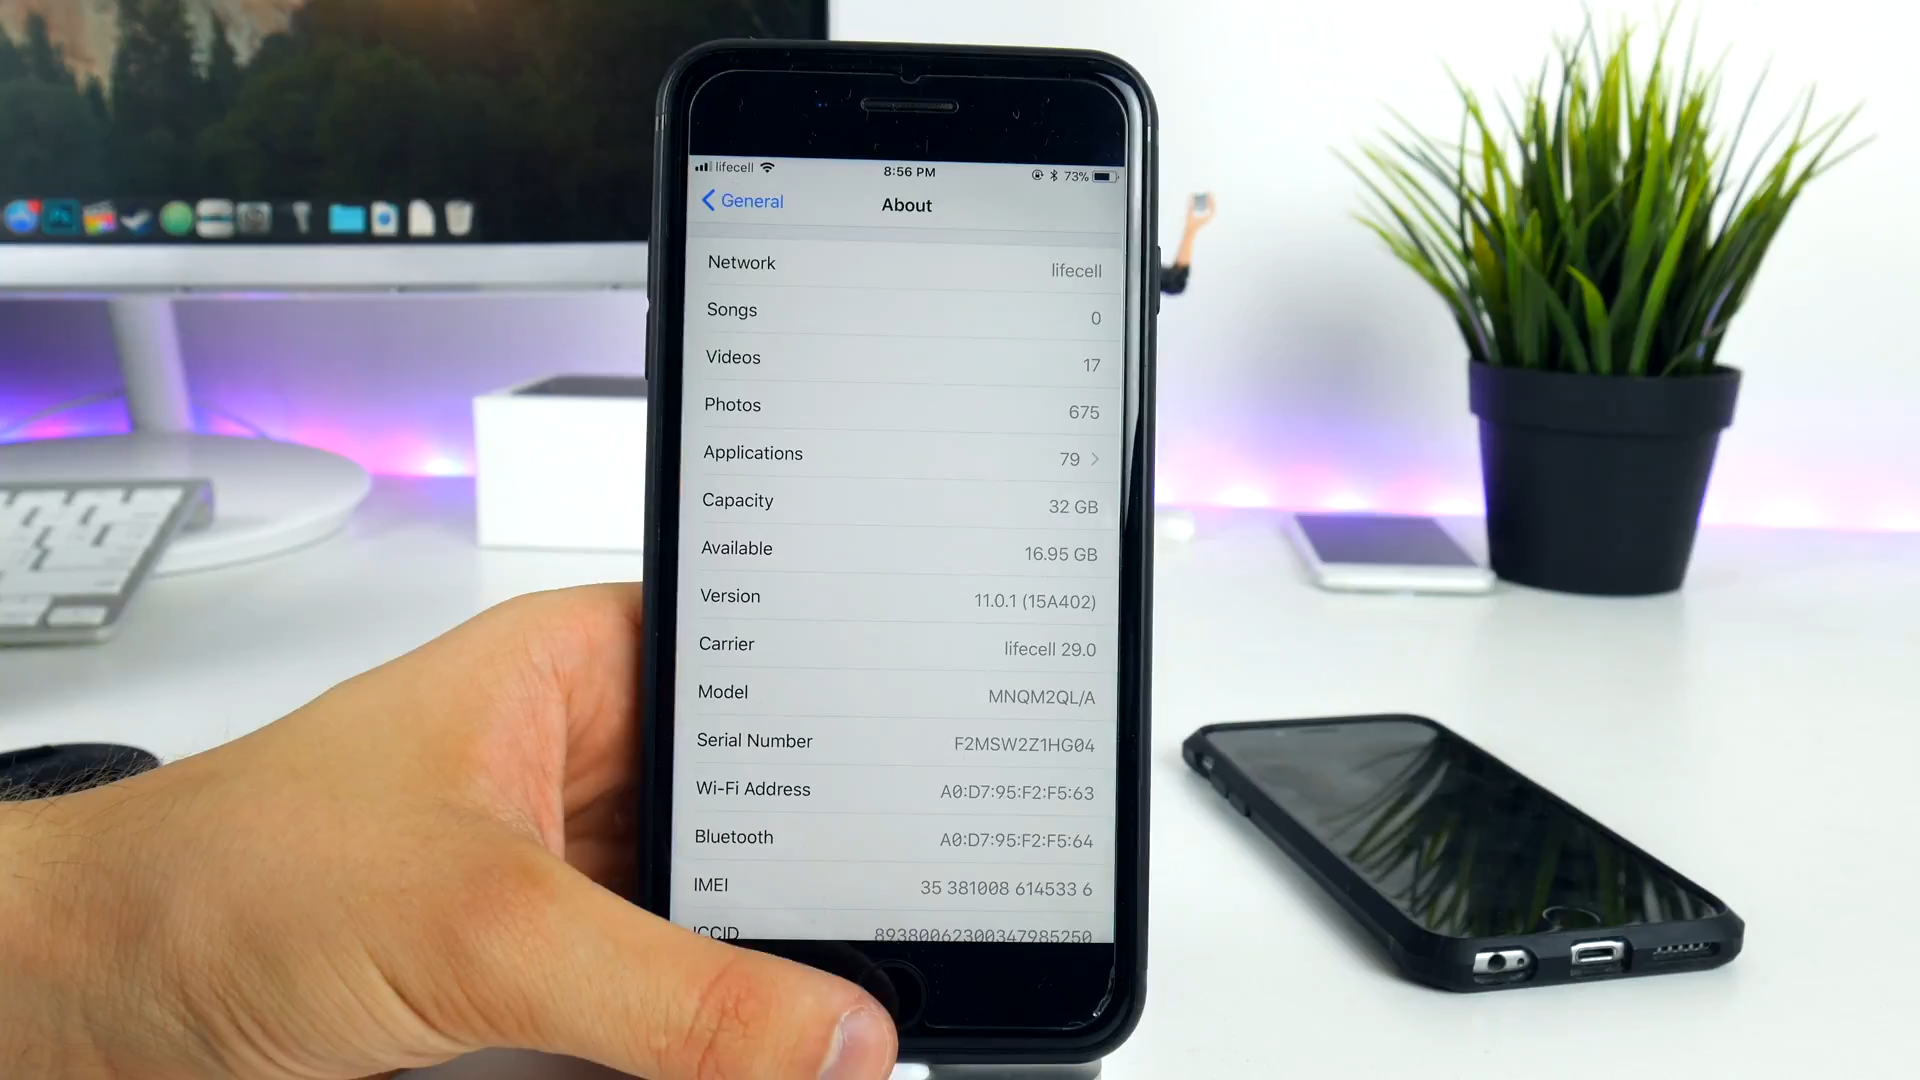 lifecell 8:56 PM 73%
General About
Network lifecell
Songs 0
Videos 17
Photos 675
Applications 79
Capacity 32 GB
Available 16.95 GB
Version 11.0.1 (15A402)
Carrier lifecell 29.0
Model MNQM2QL/A
Serial Number F2MSW2Z1HG04
Wi-Fi Address A0:D7:95:F2:F5:63
Bluetooth A0:D7:95:F2:F5:64
IMEI 35 381008 614533 6
ICCID 89380062300347985250